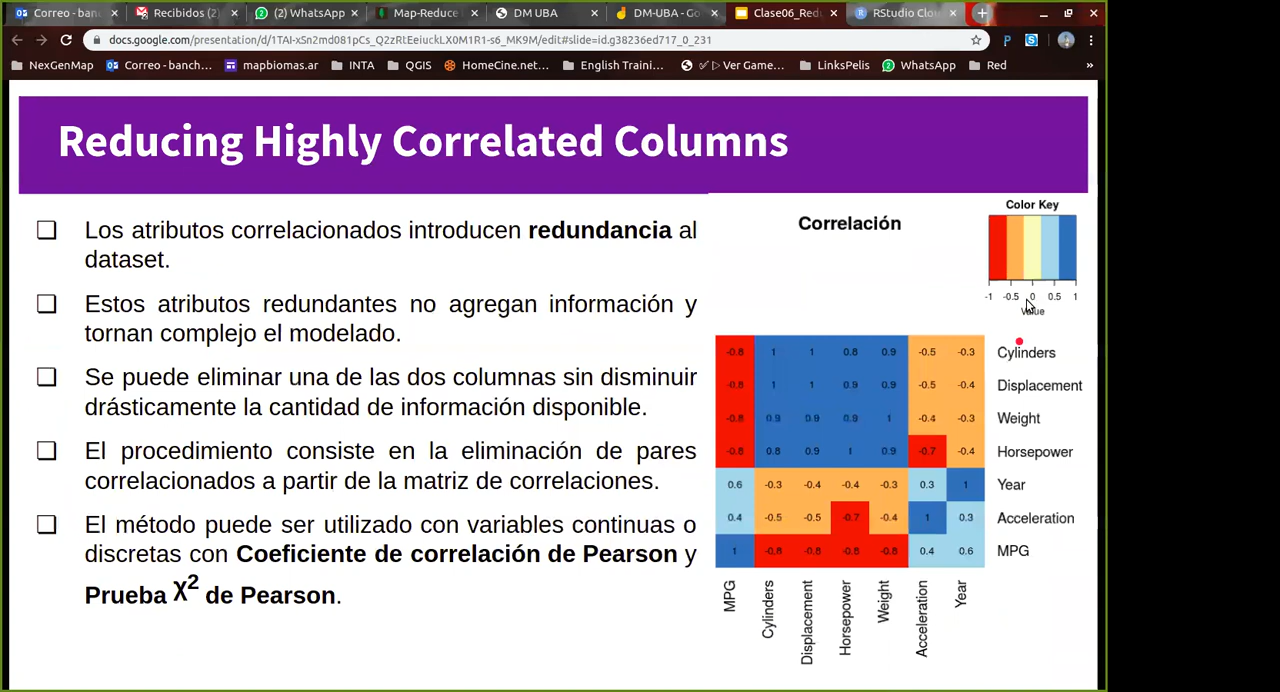 Correo - ban
Recibidos (2)
(2) WhatsApp
Map-Reduce
DM UBA
DM-UBA - Go
Clase06_Red
RStudio Clou
docs.google.com/presentation/d/1TAI-xSn2md081pCs_Q2zRtEeiuckLX0M1R1-s6_MK9M/edit#slide=id.g38236ed717_0_231
NexGenMap
Correo - banch...
mapbiomas.ar
INTA
QGIS
HomeCine.net...
English Traini...
Ver Game...
LinksPelis
WhatsApp
Red
»
Reducing Highly Correlated Columns
Los atributos correlacionados introducen redundancia al
dataset.
Estos atributos redundantes no agregan información y
tornan complejo el modelado.
Se puede eliminar una de las dos columnas sin disminuir
drásticamente la cantidad de información disponible.
El procedimiento consiste en la eliminación de pares
correlacionados a partir de la matriz de correlaciones.
El método puede ser utilizado con variables continuas o
discretas con Coeficiente de correlación de Pearson y
Prueba χ² de Pearson.
Correlación
Color Key
-1 -0.5 0 0.5 1
Value
-0.8 1 1 0.8 0.9 -0.5 -0.3 Cylinders
-0.8 1 1 0.9 0.9 -0.5 -0.4 Displacement
-0.8 0.9 0.9 0.9 1 -0.4 -0.3 Weight
-0.8 0.8 0.9 1 0.9 -0.7 -0.4 Horsepower
0.6 -0.3 -0.4 -0.4 -0.3 0.3 1 Year
0.4 -0.5 -0.5 -0.7 -0.4 1 0.3 Acceleration
1 -0.8 -0.8 -0.8 -0.8 0.4 0.6 MPG
MPG
Cylinders
Displacement
Horsepower
Weight
Acceleration
Year